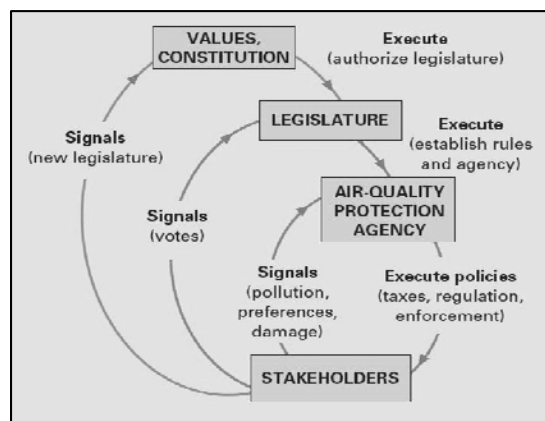 VALUES,
CONSTITUTION
Execute
(authorize legislature)
LEGISLATURE
Signals
(new legislature)
Execute
(establish rules
and agency)
AIR-QUALITY
PROTECTION
AGENCY
Signals
(votes)
Signals
(pollution,
preferences,
damage)
Execute policies
(taxes, regulation,
enforcement)
STAKEHOLDERS